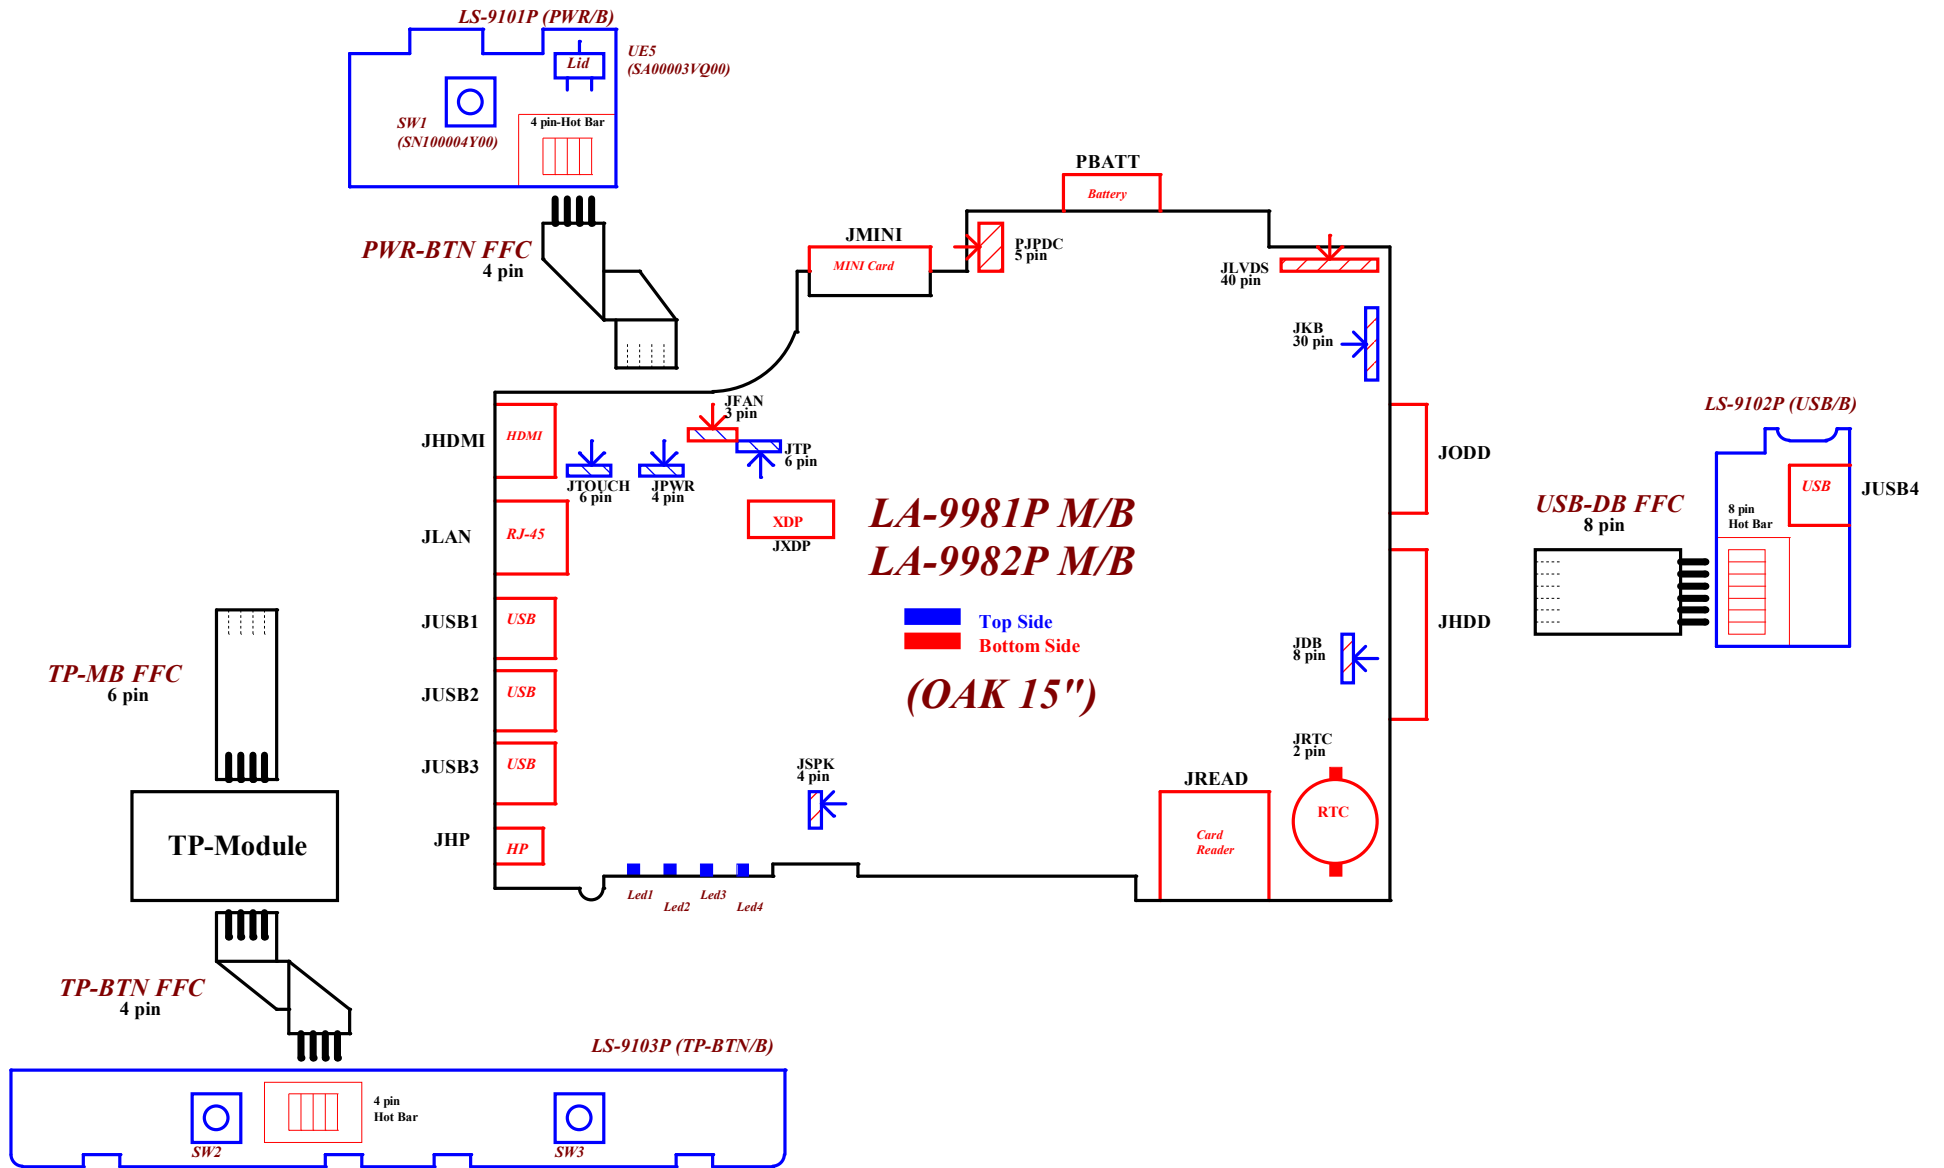 LS-9101P (PWR/B)
UE5
(SA00003VQ00)
Lid
SW1
(SN100004Y00)
4 pin-Hot Bar
PWR-BTN FFC
4 pin
PBATT
Battery
JMINI
MINI Card
PJPDC
5 pin
JLVDS
40 pin
JKB
30 pin
JFAN
3 pin
JTP
6 pin
JHDMI
HDMI
JTOUCH
6 pin
JPWR
4 pin
JLAN
RJ-45
XDP
JXDP
LA-9981P M/B
LA-9982P M/B
Top Side
Bottom Side
(OAK 15")
JODD
JHDD
JDB
8 pin
JUSB1
USB
JUSB2
USB
JUSB3
USB
JHP
HP
JSPK
4 pin
JREAD
Card
Reader
JRTC
2 pin
RTC
Led1
Led2
Led3
Led4
LS-9102P (USB/B)
USB
JUSB4
8 pin
Hot Bar
USB-DB FFC
8 pin
TP-MB FFC
6 pin
TP-Module
TP-BTN FFC
4 pin
LS-9103P (TP-BTN/B)
4 pin
Hot Bar
SW2
SW3